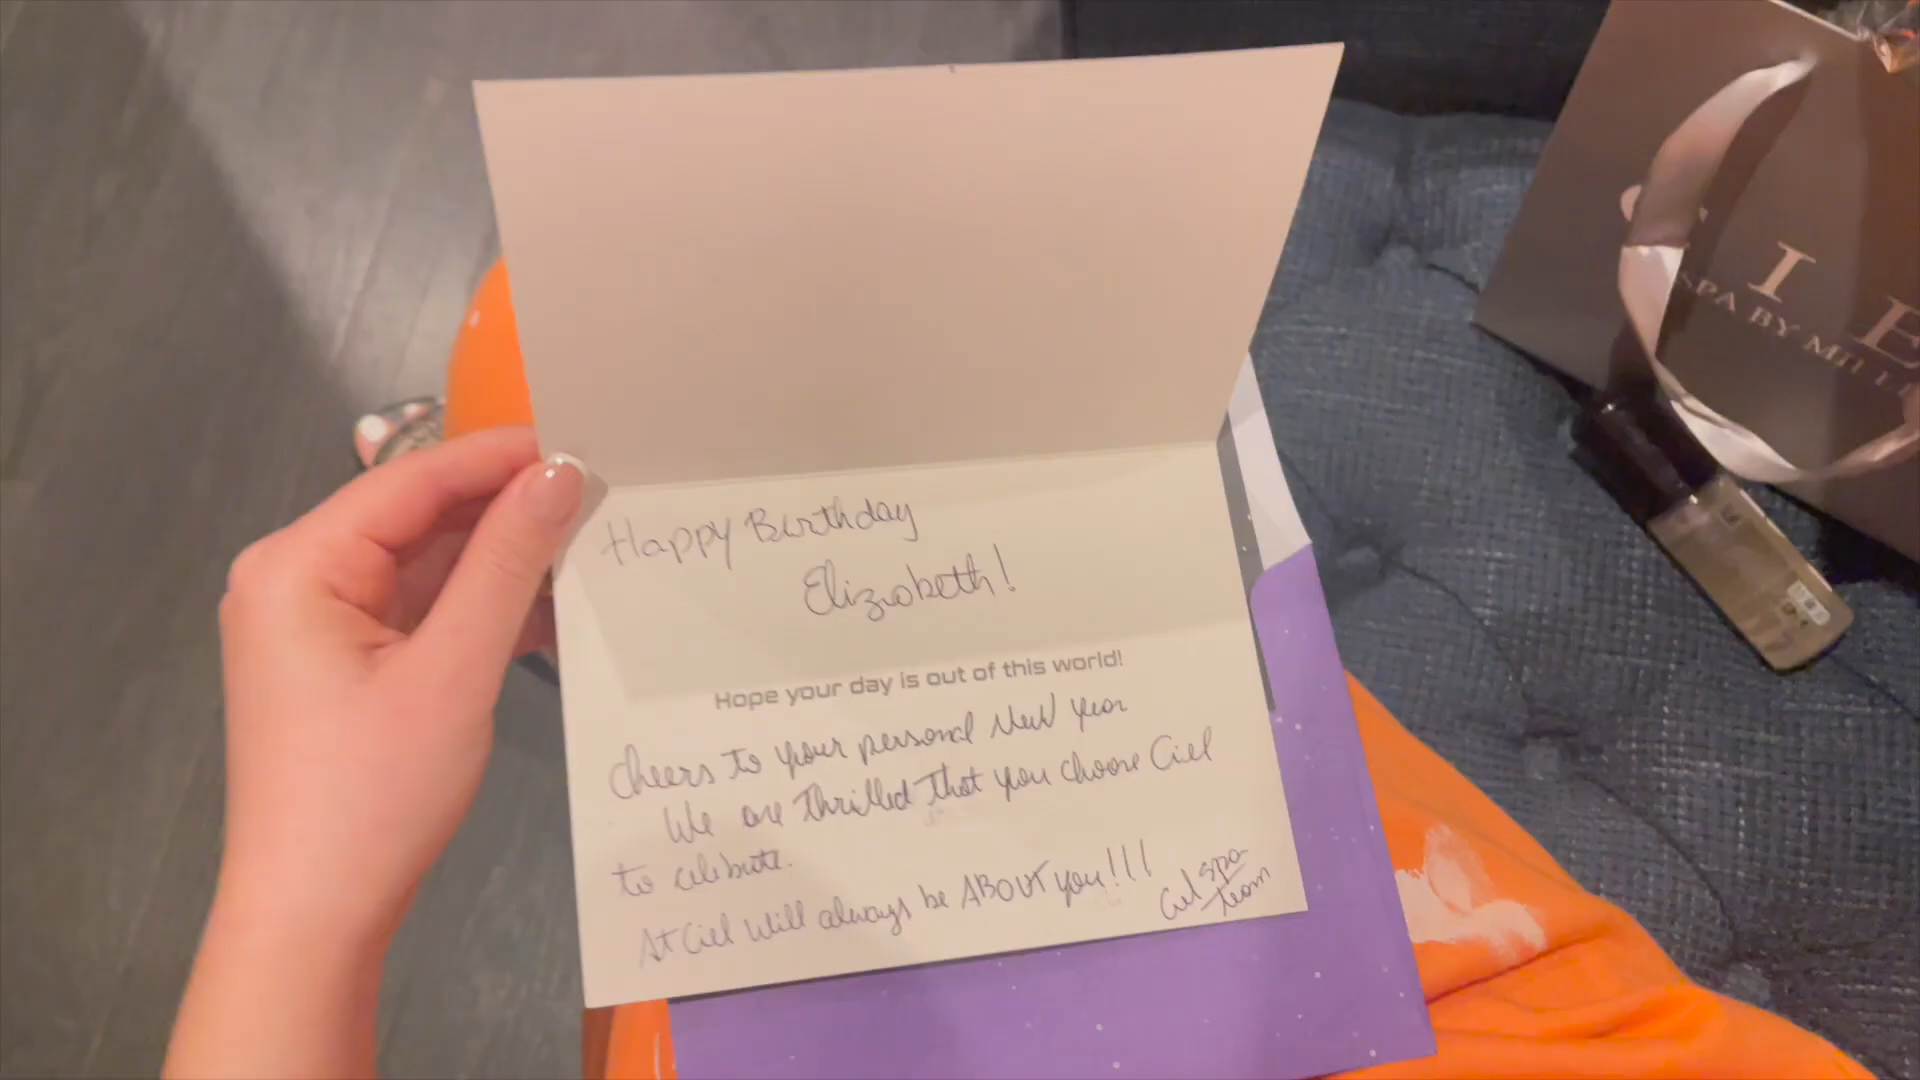 Happy Birthday
Elizabeth!
Hope your day is out of this world!
Cheers to your personal New year
We are thrilled that you choose Ciel
to celebrate.
At Ciel Will always be ABOUT you!!!
Ciel spa
team
I E
SPA BY